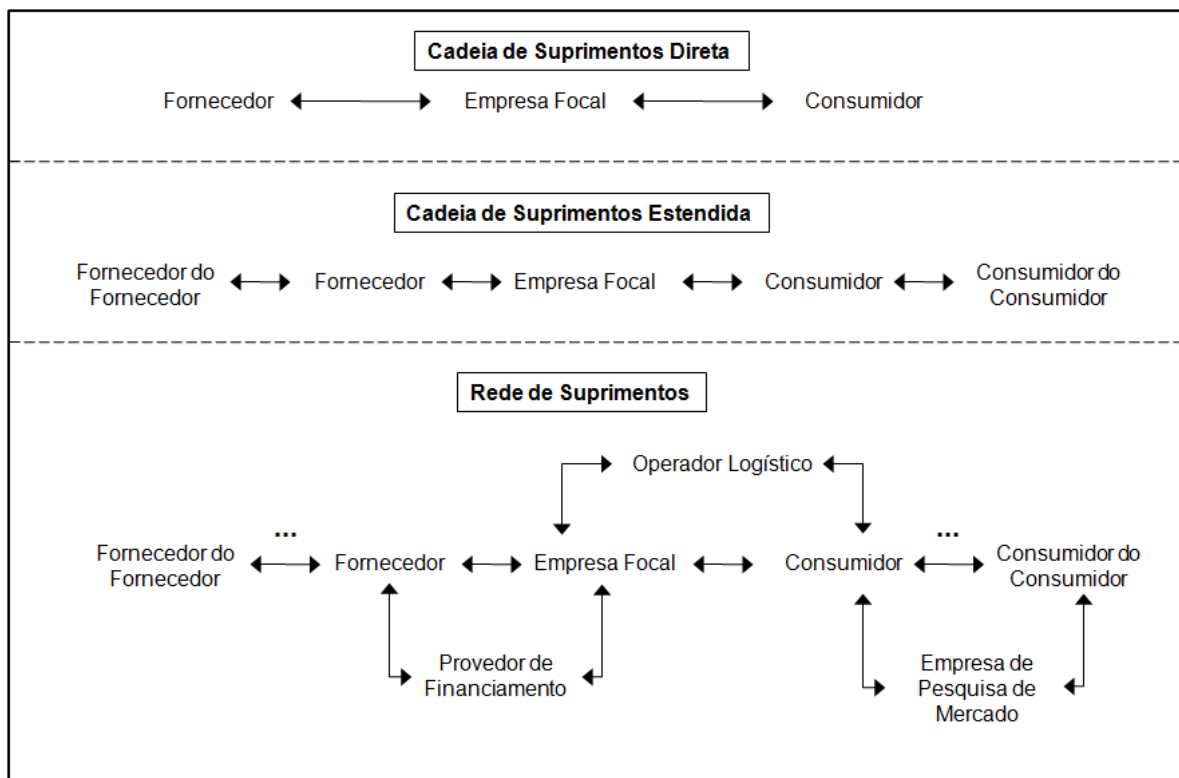 Cadeia de Suprimentos Direta
Fornecedor Empresa Focal Consumidor
Cadeia de Suprimentos Estendida
Fornecedor do
Fornecedor
Fornecedor
Empresa Focal
Consumidor
Consumidor do
Consumidor
Rede de Suprimentos
Operador Logístico
...
...
Fornecedor do
Fornecedor
Fornecedor
Empresa Focal
Consumidor
Consumidor do
Consumidor
Provedor de
Financiamento
Empresa de
Pesquisa de
Mercado